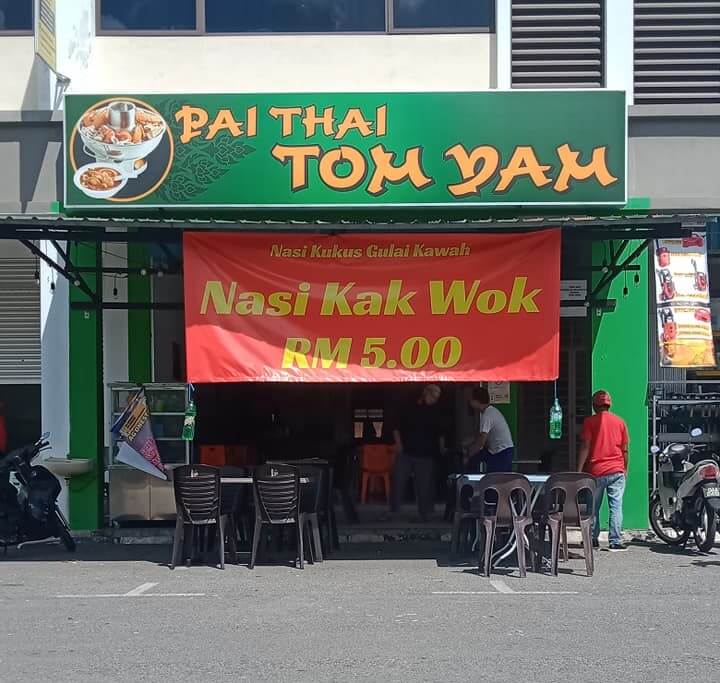 PAI THAI
TOM YAM
Nasi Kukus Gulai Kawah
Nasi Kak Wok
RM 5.00